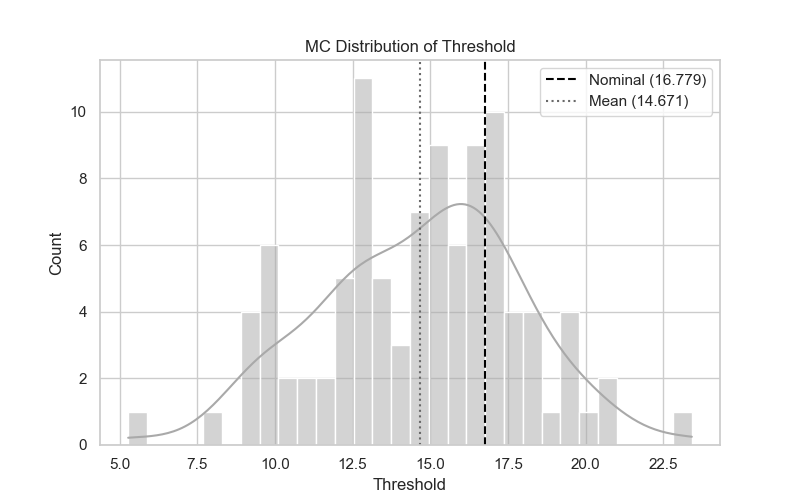 MC Distribution of Threshold
Nominal (16.779)
Mean (14.671)
Count
10
8
6
4
2
0
5.0 7.5 10.0 12.5 15.0 17.5 20.0 22.5
Threshold